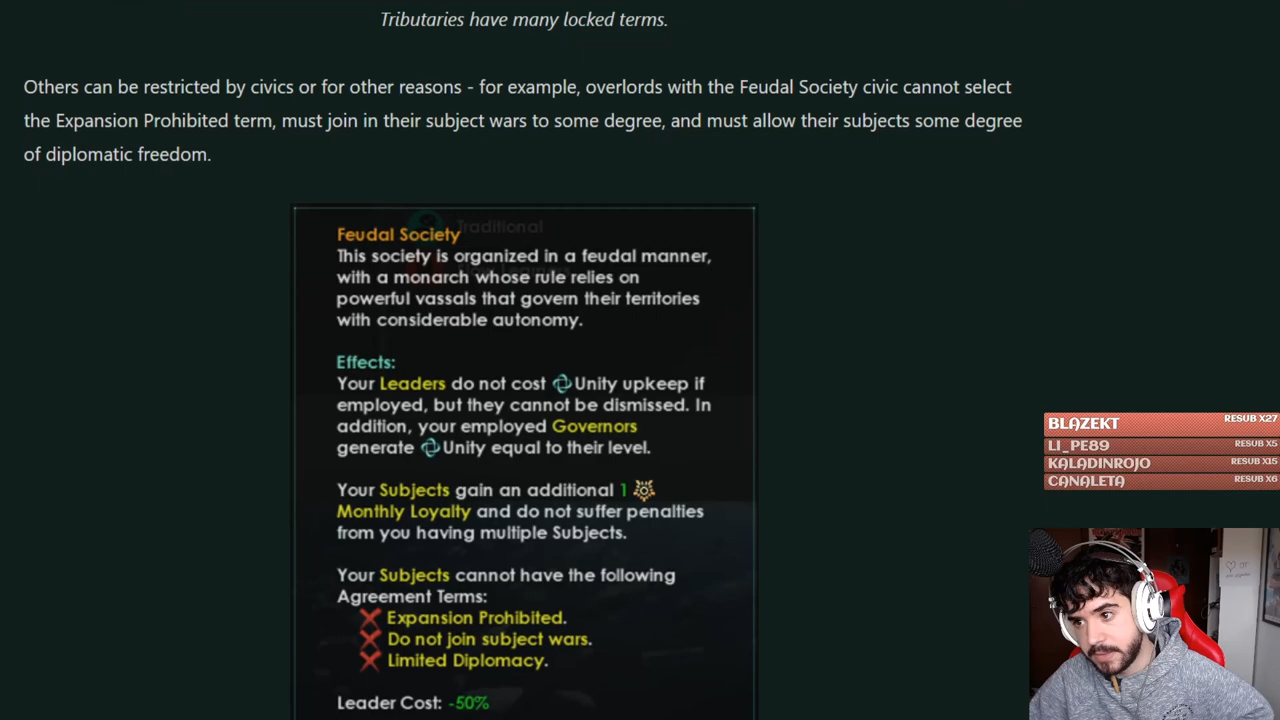 Tributaries have many locked terms.
Others can be restricted by civics or for other reasons - for example, overlords with the Feudal Society civic cannot select
the Expansion Prohibited term, must join in their subject wars to some degree, and must allow their subjects some degree
of diplomatic freedom.
Traditional
Feudal Society
This society is organized in a feudal manner,
with a monarch whose rule relies on
powerful vassals that govern their territories
with considerable autonomy.
Effects:
Your Leaders do not cost Unity upkeep if
employed, but they cannot be dismissed. In
addition, your employed Governors
generate Unity equal to their level.
Your Subjects gain an additional 1
Monthly Loyalty and do not suffer penalties
from you having multiple Subjects.
Your Subjects cannot have the following
Agreement Terms:
Expansion Prohibited.
Do not join subject wars.
Limited Diplomacy.
Leader Cost: -50%
BLAZEKT RESUB X27
LI_PE89 RESUB X5
KALADINROJO RESUB X15
CANALETA RESUB X6